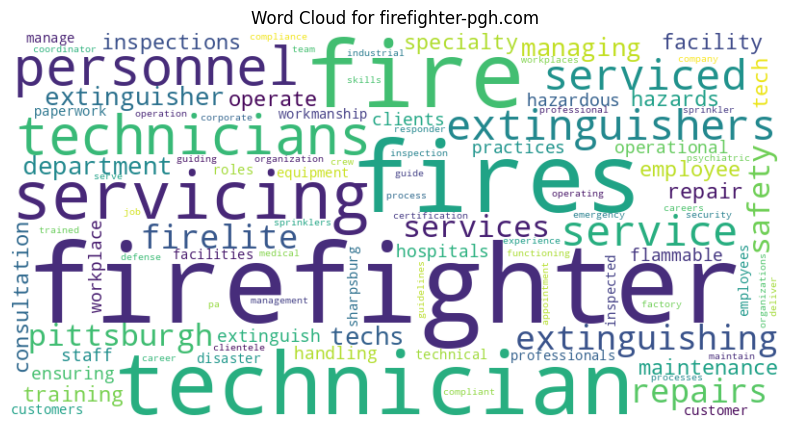 Word Cloud for firefighter-pgh.com
manage
coordinator
inspections
compliance
team
industrial
specialty
managing
workplaces
facility
company
personnel
fire
skills
serviced
tech
extinguisher
operate
hazardous
hazards
paperwork
operation
corporate
workmanship
clients
professional
sprinkler
technicians
responder
extinguishers
department
guiding
organization
crew
inspection
practices
operational
psychiatric
safety
serve
roles
equipment
guide
fires
employee
repair
servicing
process
operating
careers
job
certification
emergency
security
trained
sprinklers
services
service
firelite
workplace
consultation
facilities
medical
hospitals
experience
functioning
flammable
defense
sharpsburg
guidelines
appointment
inspected
employees
organizations
deliver
firefighter
management
pa
factory
pittsburgh
clientele
extinguish
techs
extinguishing
staff
career
disaster
handling
technical
professionals
maintain
maintenance
ensuring
processes
training
technician
compliant
repairs
customers
customer